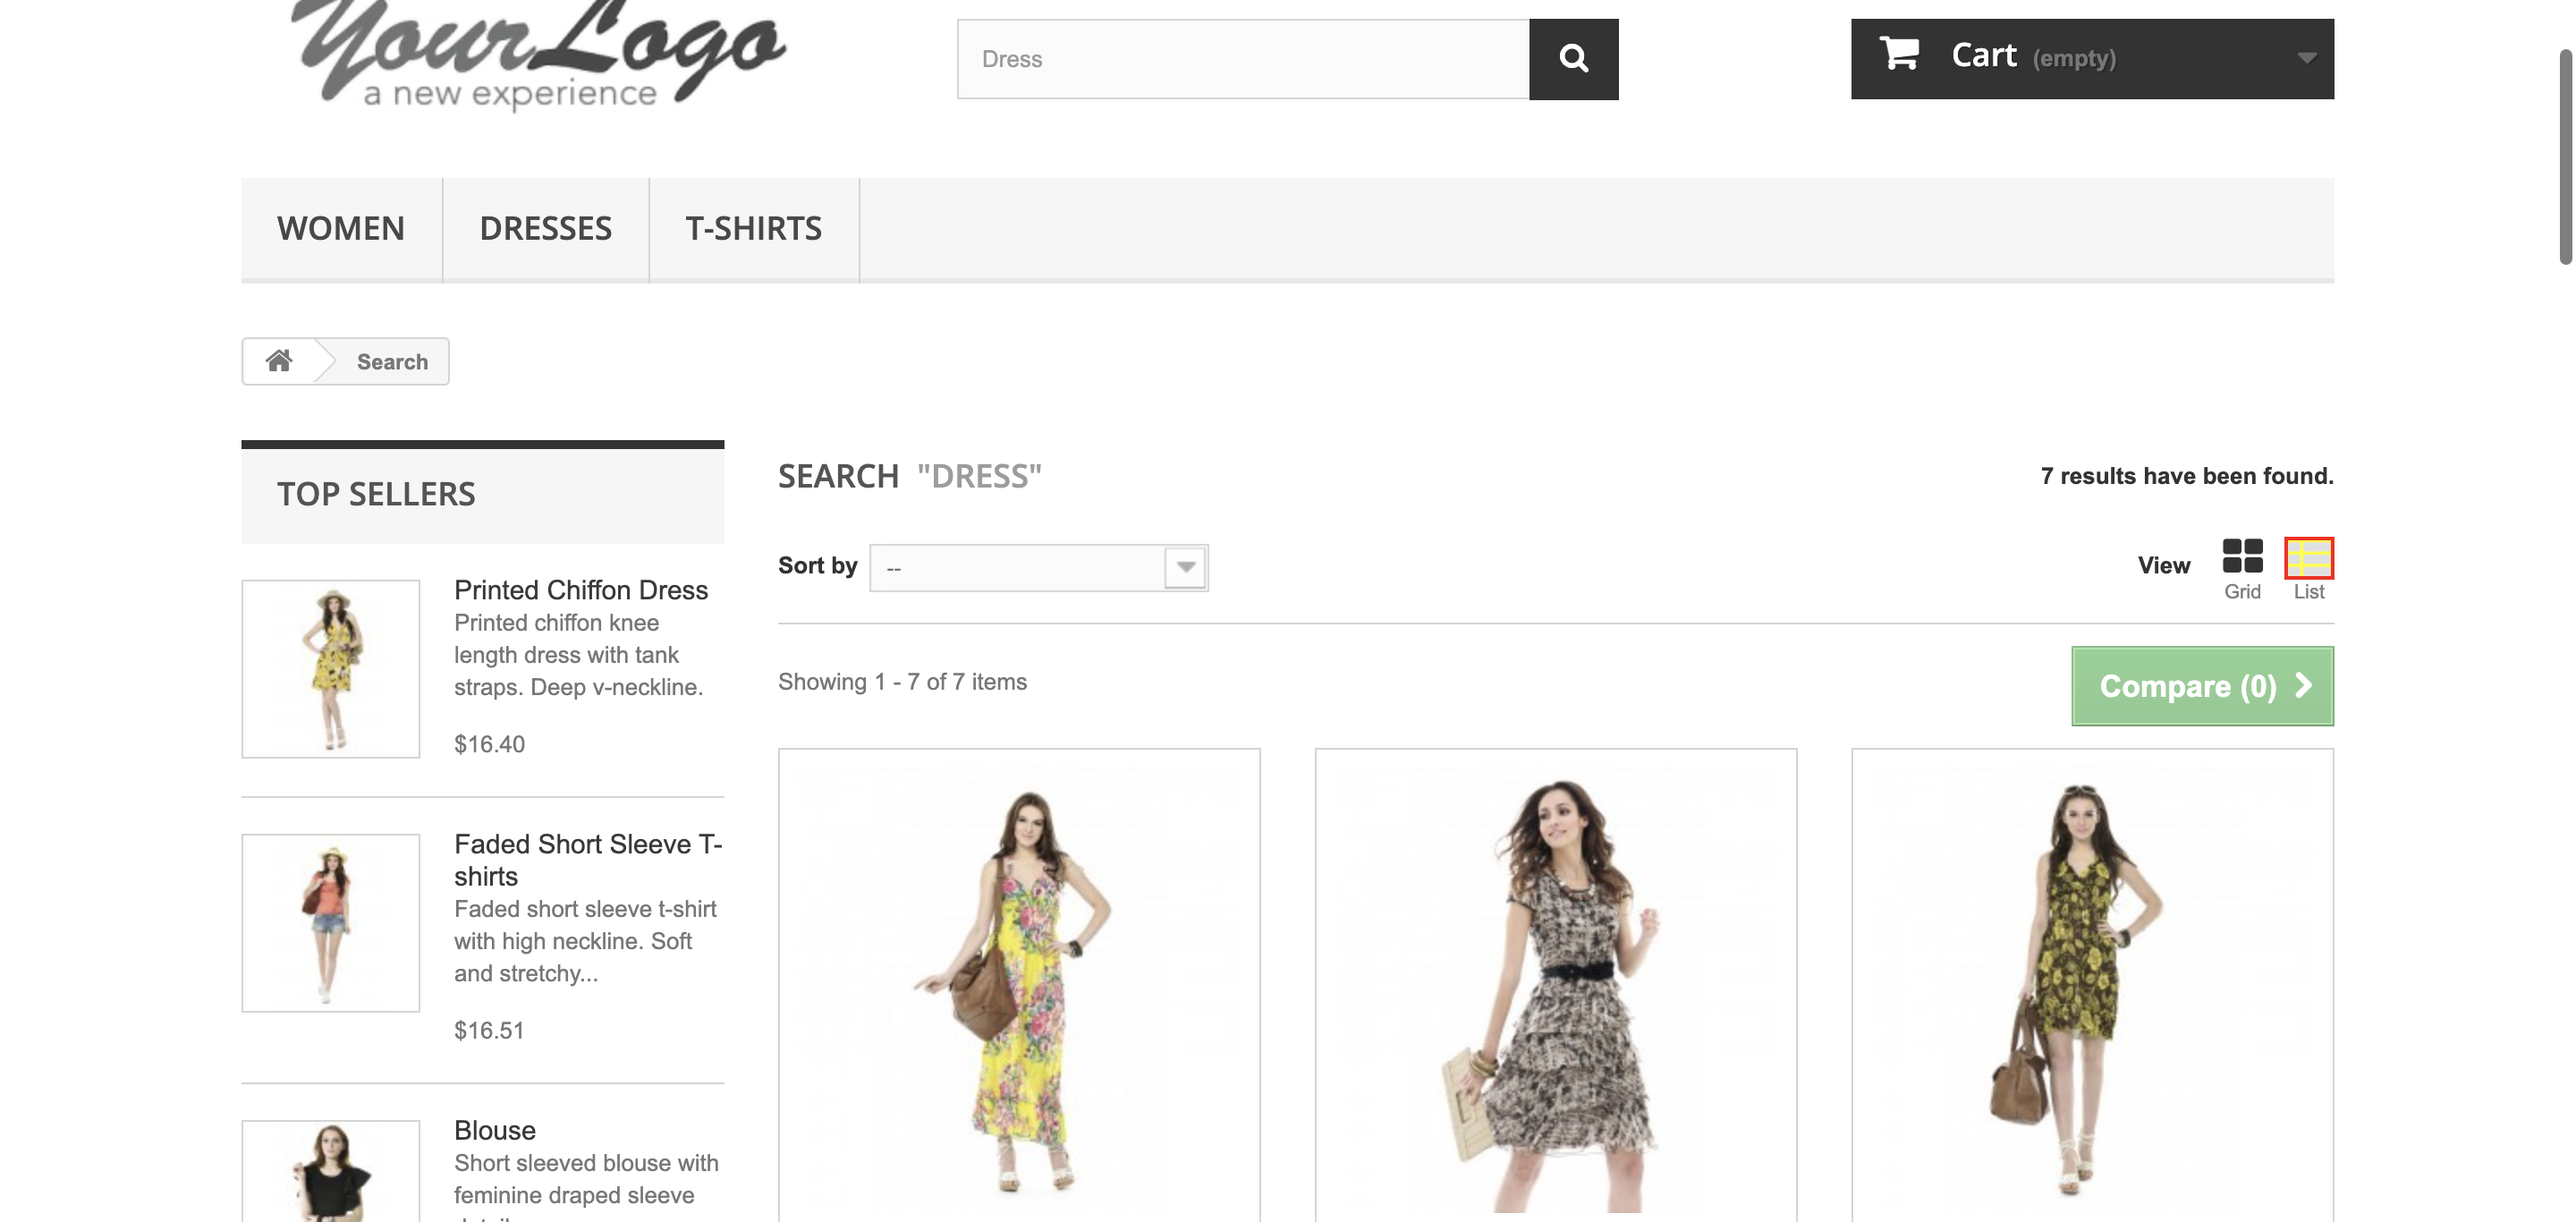 YourLogo
a new experience
Dress
Cart (empty)
WOMEN
DRESSES
T-SHIRTS
Search
TOP SELLERS
Printed Chiffon Dress
Printed chiffon knee
length dress with tank
straps. Deep v-neckline.
$16.40
Faded Short Sleeve T-
shirts
Faded short sleeve t-shirt
with high neckline. Soft
and stretchy...
$16.51
Blouse
Short sleeved blouse with
feminine draped sleeve
SEARCH "DRESS"
7 results have been found.
Sort by --
View
Grid
List
Showing 1 - 7 of 7 items
Compare (0)